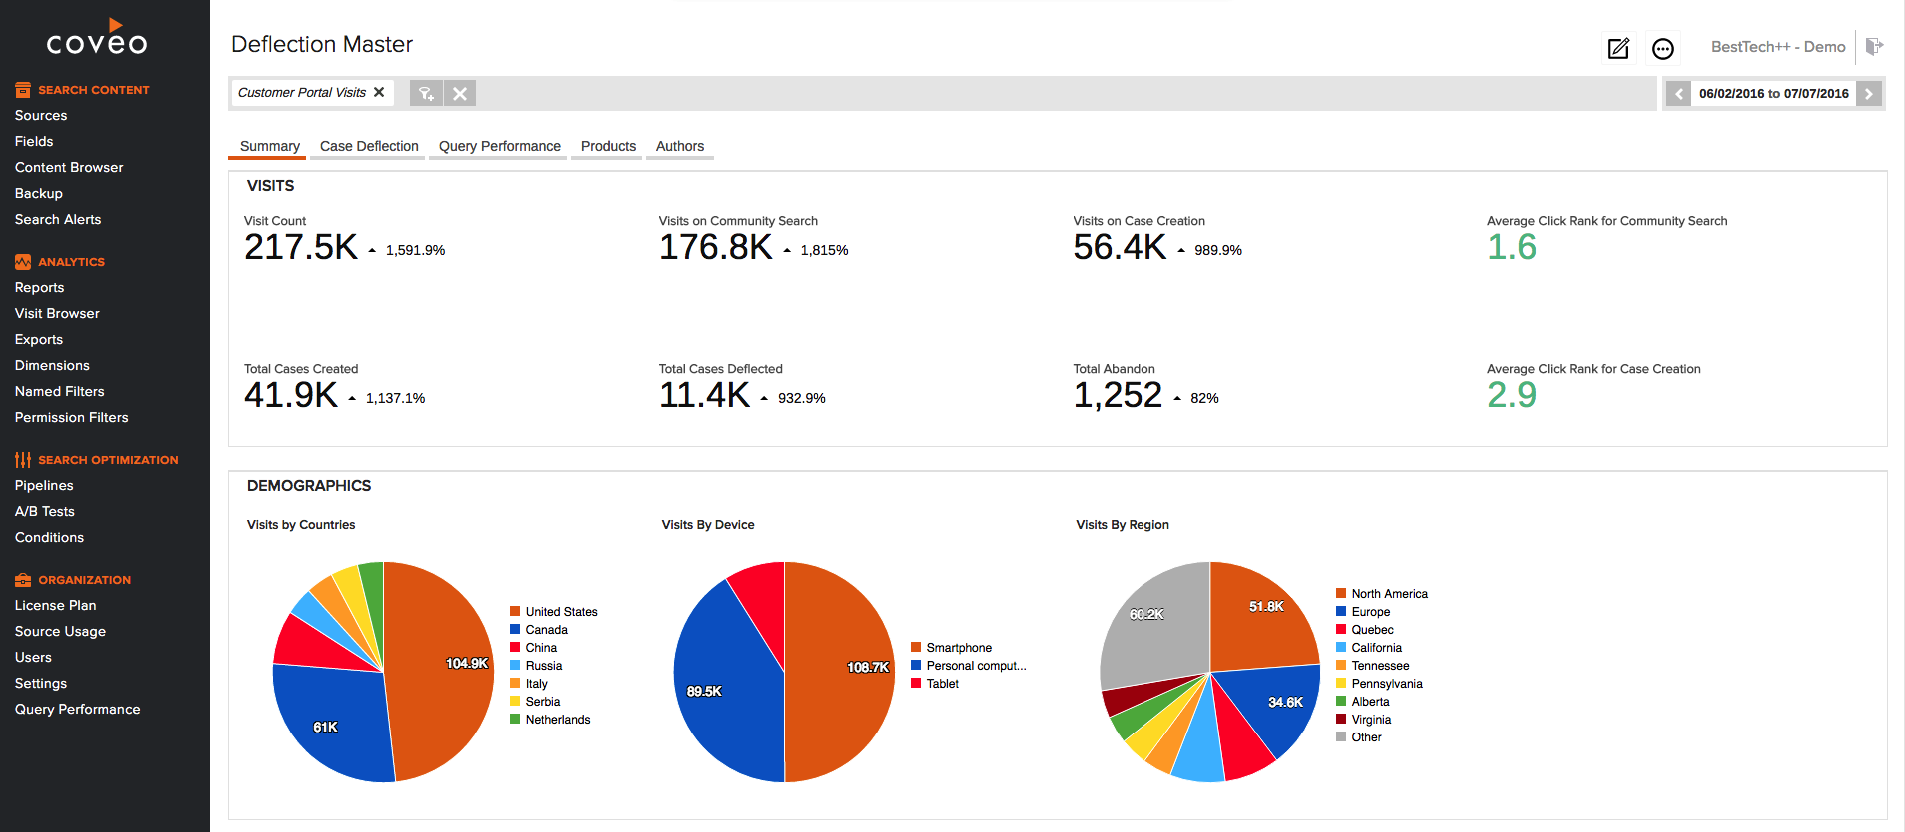 coveo
SEARCH CONTENT
Sources
Fields
Content Browser
Backup
Search Alerts
ANALYTICS
Reports
Visit Browser
Exports
Dimensions
Named Filters
Permission Filters
SEARCH OPTIMIZATION
Pipelines
A/B Tests
Conditions
ORGANIZATION
License Plan
Source Usage
Users
Settings
Query Performance
Deflection Master
BestTech++ - Demo
Customer Portal Visits
06/02/2016 to 07/07/2016
Summary Case Deflection Query Performance Products Authors
VISITS
Visit Count
217.5K 1,591.9%
Visits on Community Search
176.8K 1,815%
Visits on Case Creation
56.4K 989.9%
Average Click Rank for Community Search
1.6
Total Cases Created
41.9K 1,137.1%
Total Cases Deflected
11.4K 932.9%
Total Abandon
1,252 82%
Average Click Rank for Case Creation
2.9
DEMOGRAPHICS
Visits by Countries
104.9K
61K
United States
Canada
China
Russia
Italy
Serbia
Netherlands
Visits By Device
108.7K
89.5K
Smartphone
Personal comput...
Tablet
Visits By Region
60.2K
51.8K
34.6K
North America
Europe
Quebec
California
Tennessee
Pennsylvania
Alberta
Virginia
Other